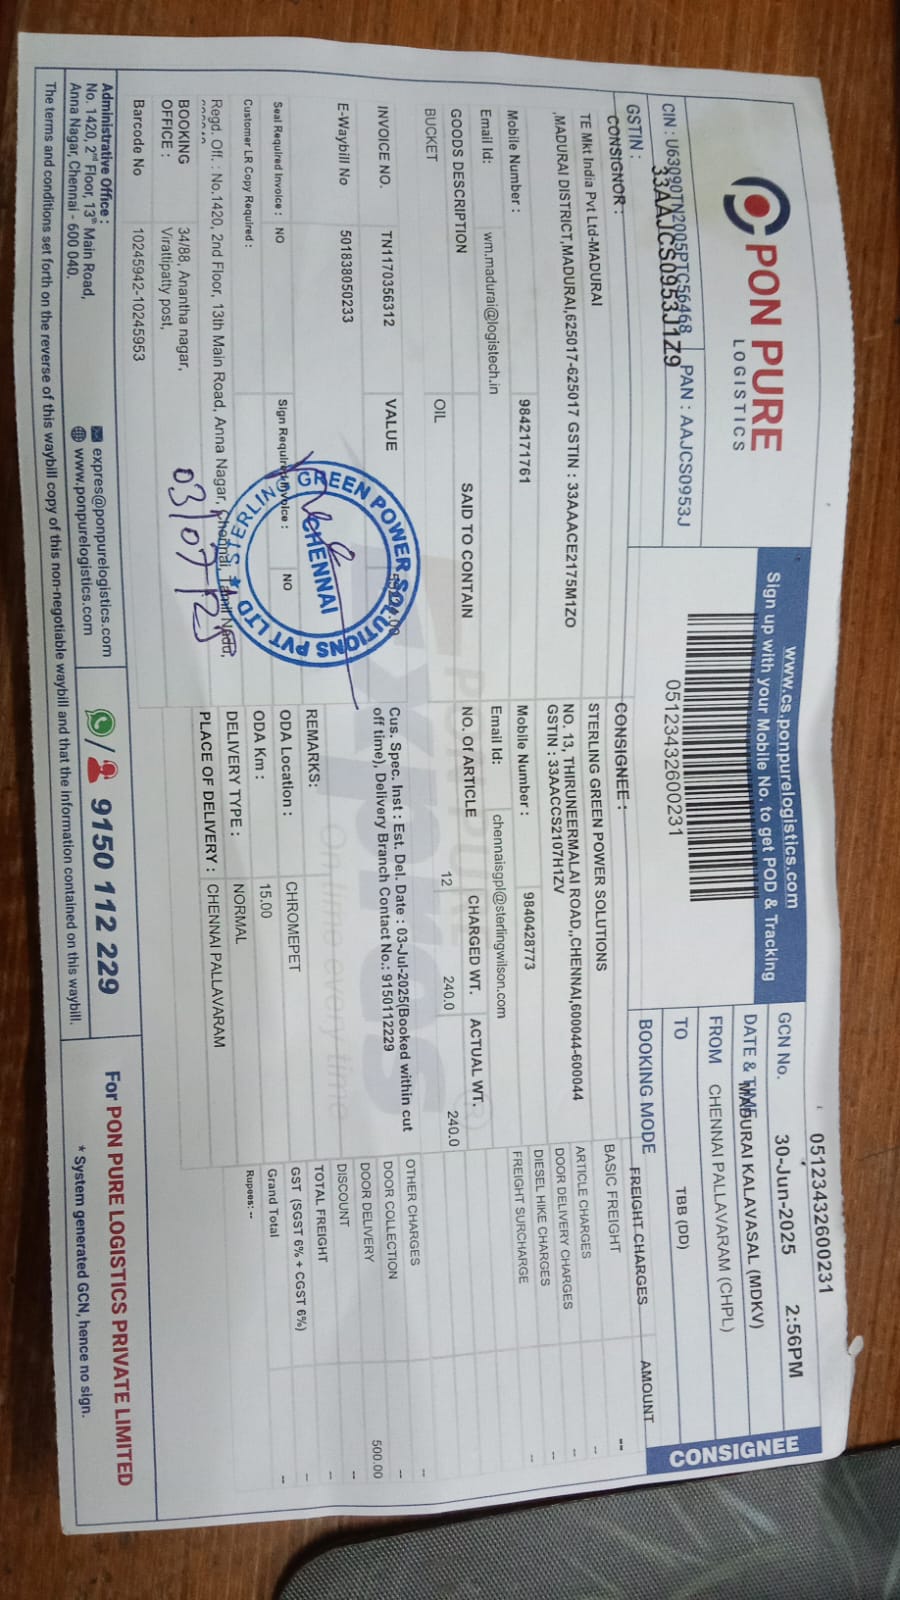 PON PURE
LOGISTICS
CIN : U63090TN2005PTC56468
PAN : AAJCS0953J
GSTIN :
33AAJCS0953J1Z9
www.cs.ponpurelogistics.com
Sign up with your Mobile No. to get POD & Tracking
05123432600231
05123432600231
GCN No.
30-Jun-2025 2:56PM
DATE & TIME
MADURAI KALAVASAL (MDKV)
FROM
CHENNAI PALLAVARAM (CHPL)
TO
CONSIGNEE
CONSIGNOR :
TE Mkt India Pvt Ltd-MADURAI
,MADURAI DISTRICT,MADURAI,625017-625017 GSTIN : 33AAACE2175M1ZO
Mobile Number : 9842171761
Email Id: wm.madurai@logistech.in
CONSIGNEE :
STERLING GREEN POWER SOLUTIONS
NO. 13, THIRUNEERMALAI ROAD,,CHENNAI,600044-600044
GSTIN : 33AACCS2107H1ZV
Mobile Number : 9840428773
Email Id: chennaisgpl@sterlingwilson.com
BOOKING MODE TBB (DD)
FREIGHT CHARGES AMOUNT
BASIC FREIGHT --
ARTICLE CHARGES --
DOOR DELIVERY CHARGES --
DIESEL HIKE CHARGES --
FREIGHT SURCHARGE --
OTHER CHARGES --
DOOR COLLECTION --
DOOR DELIVERY 500.00
DISCOUNT --
TOTAL FREIGHT --
GST (SGST 6% + CGST 6%) --
Grand Total --
Rupees:--
GOODS DESCRIPTION SAID TO CONTAIN NO. Of ARTICLE CHARGED WT. ACTUAL WT.
BUCKET OIL 12 240.0 240.0
INVOICE NO. TN1170356312 VALUE
E-Waybill No 501838050233
Seal Required Invoice : NO Sign Required Invoice : NO
Customer LR Copy Required :
Cus. Spec. Inst : Est. Del. Date : 03-Jul-2025(Booked within cut
off time), Delivery Branch Contact No.: 9150112229
REMARKS:
ODA Location : CHROMEPET
ODA Km : 15.00
DELIVERY TYPE : NORMAL
PLACE OF DELIVERY : CHENNAI PALLAVARAM
STERLING GREEN POWER SOLUTIONS PVT LTD
CHENNAI
03/07/25
Regd. Off. : No.1420, 2nd Floor, 13th Main Road, Anna Nagar, Chennai, Tamil Nadu,
BOOKING
OFFICE :
34/88, Anantha nagar,
Virattipatty post,
Barcode No 10245942-10245953
PON PURE
Express
On time every time
Administrative Office :
No. 1420, 2nd Floor, 13th Main Road,
Anna Nagar, Chennai - 600 040.
expres@ponpurelogistics.com
www.ponpurelogistics.com
/ 9150 112 229
For PON PURE LOGISTICS PRIVATE LIMITED
* System generated GCN, hence no sign.
The terms and conditions set forth on the reverse of this waybill copy of this non-negotiable waybill and that the information contained on this waybill.